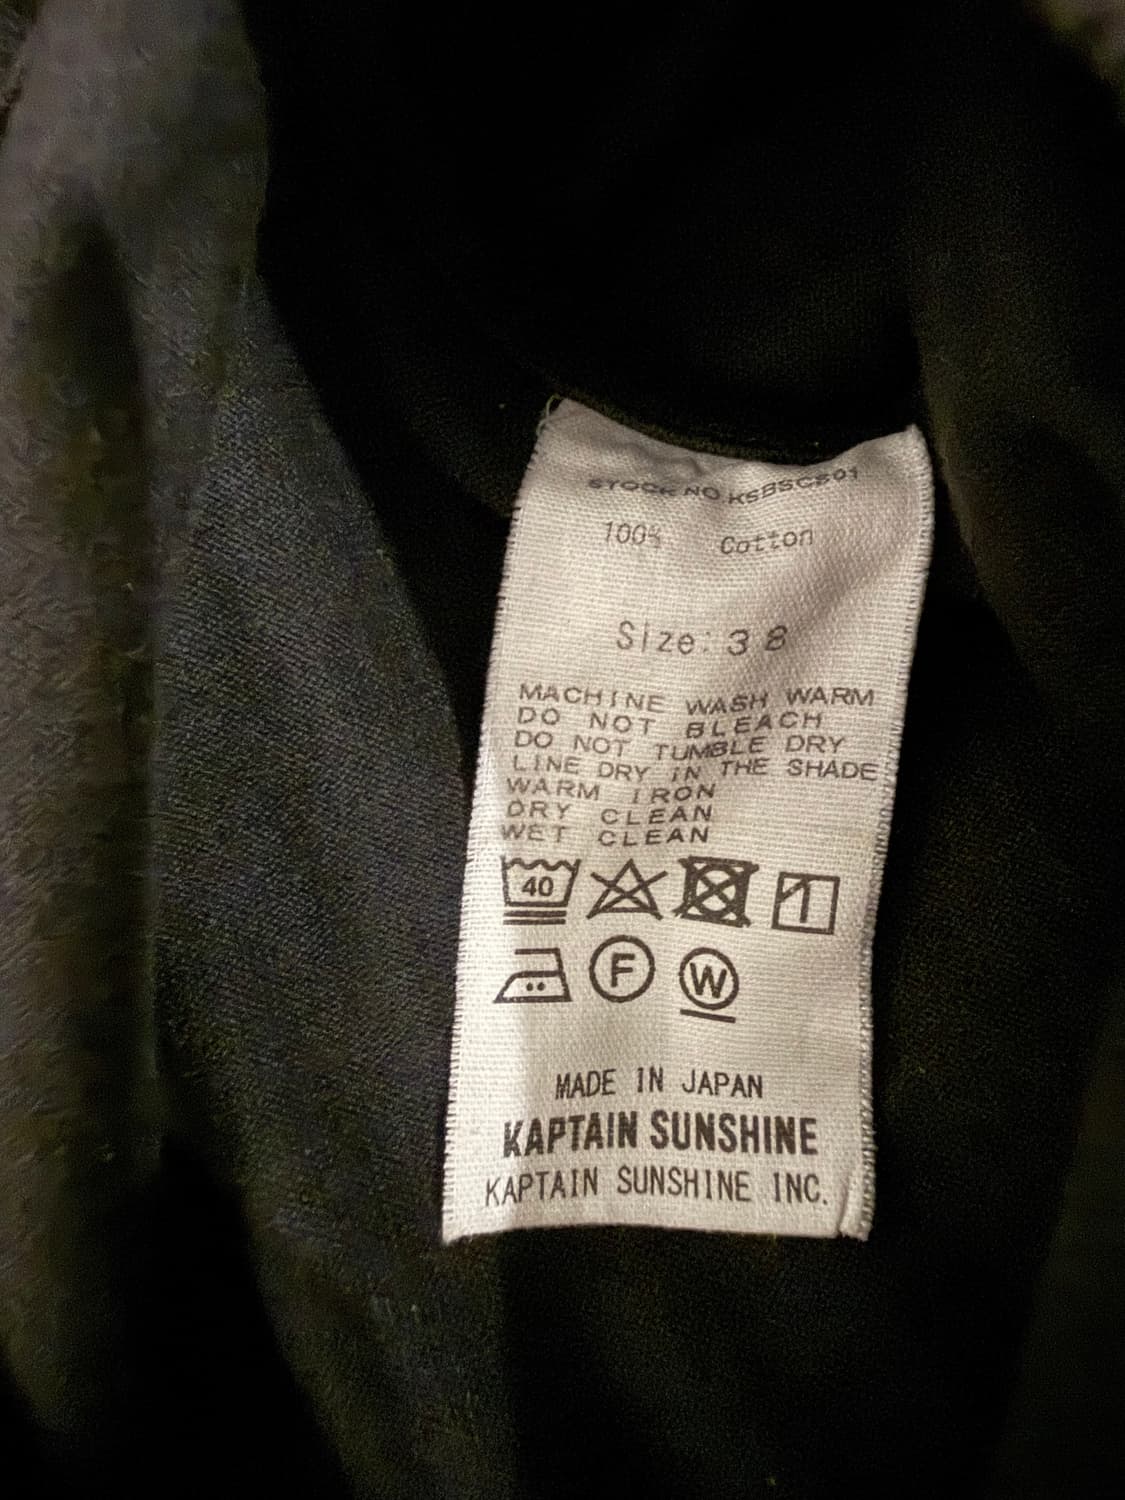 STOCK NO KSBSCS01
100% Cotton
Size: 38
MACHINE WASH WARM
DO NOT BLEACH
DO NOT TUMBLE DRY
LINE DRY IN THE SHADE
WARM IRON
DRY CLEAN
WET CLEAN
40
F W
MADE IN JAPAN
KAPTAIN SUNSHINE
KAPTAIN SUNSHINE INC.